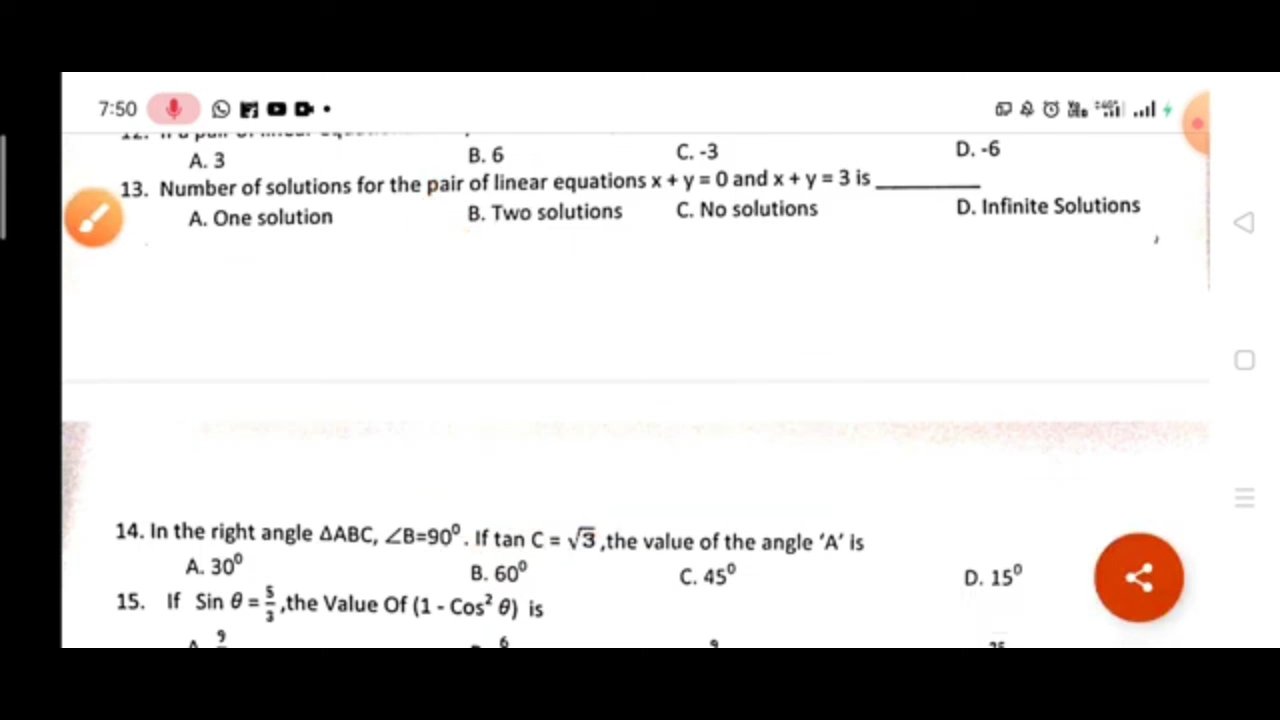 7:50
A. 3 B. 6 C. -3 D. -6
13. Number of solutions for the pair of linear equations x + y = 0 and x + y = 3 is __________
A. One solution B. Two solutions C. No solutions D. Infinite Solutions
14. In the right angle ΔABC, ∠B=90⁰. If tan C = √3 ,the value of the angle ‘A’ is
A. 30⁰ B. 60⁰ C. 45⁰ D. 15⁰
15. If Sin θ = 5/3 ,the Value Of (1 - Cos² θ) is